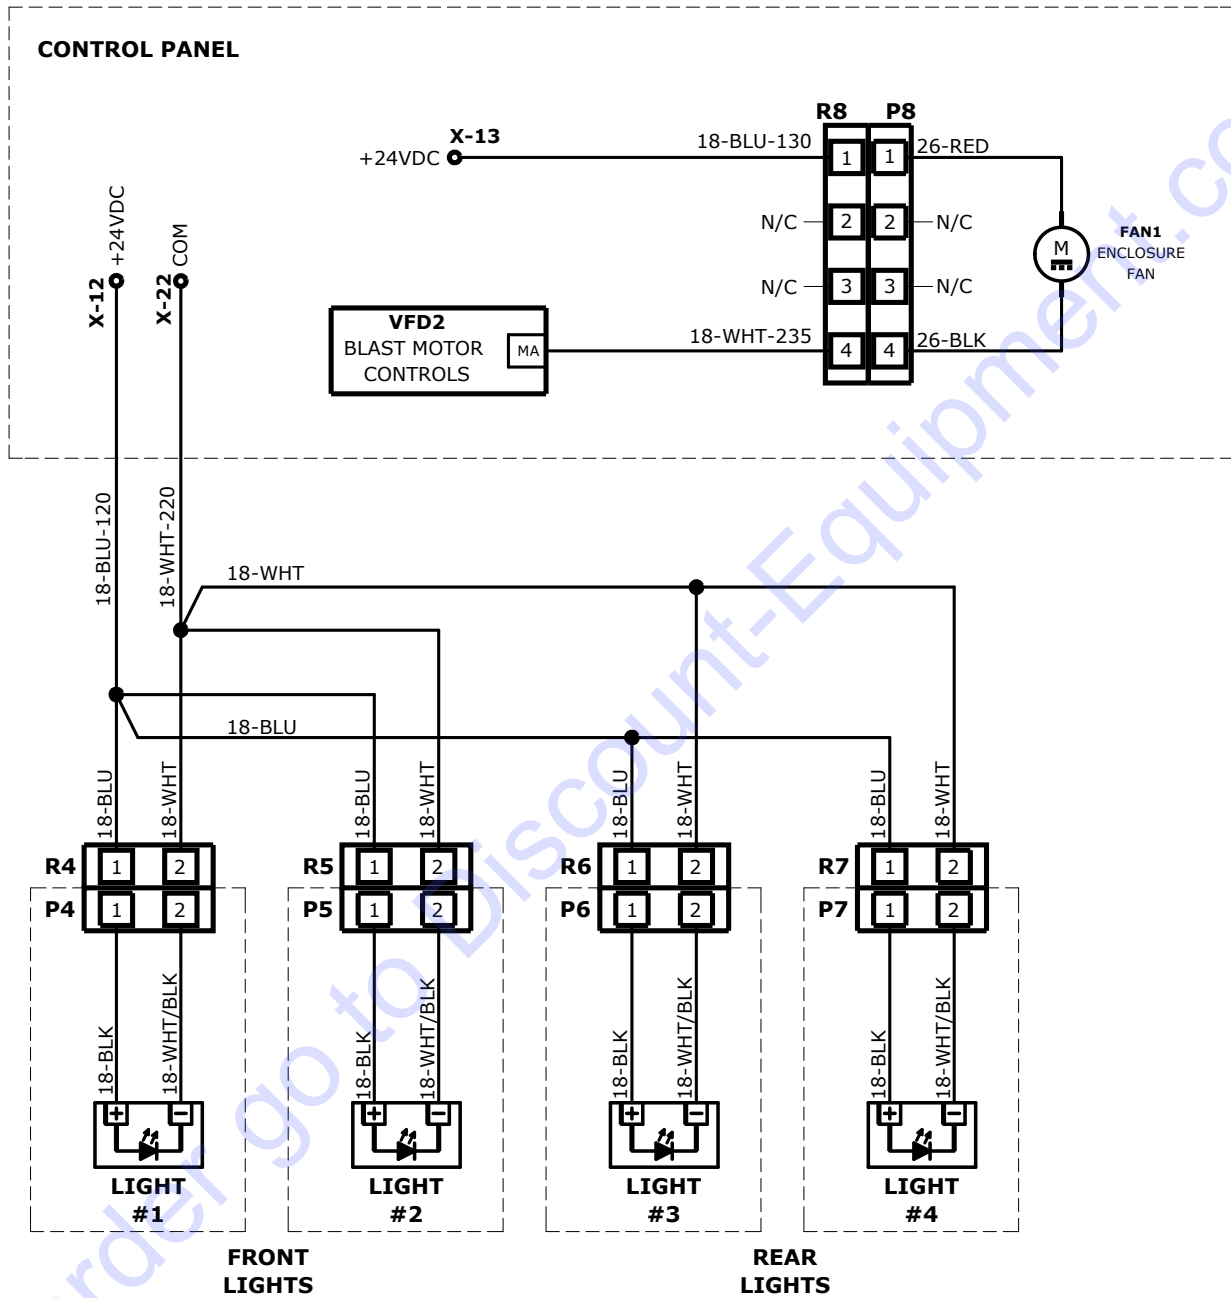 CONTROL PANEL
R8 P8
X-13
+24VDC
18-BLU-130
1 1
26-RED
N/C 2 2 N/C
N/C 3 3 N/C
18-WHT-235
4 4
26-BLK
M
FAN1
ENCLOSURE
FAN
VFD2
BLAST MOTOR
CONTROLS
MA
X-12
+24VDC
X-22
COM
18-BLU-120
18-WHT-220
18-WHT
18-BLU
18-BLU
18-WHT
18-BLU
18-WHT
18-BLU
18-WHT
18-BLU
18-WHT
R4 1 2
R5 1 2
R6 1 2
R7 1 2
P4 1 2
P5 1 2
P6 1 2
P7 1 2
18-BLK
18-WHT/BLK
18-BLK
18-WHT/BLK
18-BLK
18-WHT/BLK
18-BLK
18-WHT/BLK
+ −
+ −
+ −
+ −
LIGHT
#1
LIGHT
#2
LIGHT
#3
LIGHT
#4
FRONT
LIGHTS
REAR
LIGHTS
order go to Discount-Equipment.co